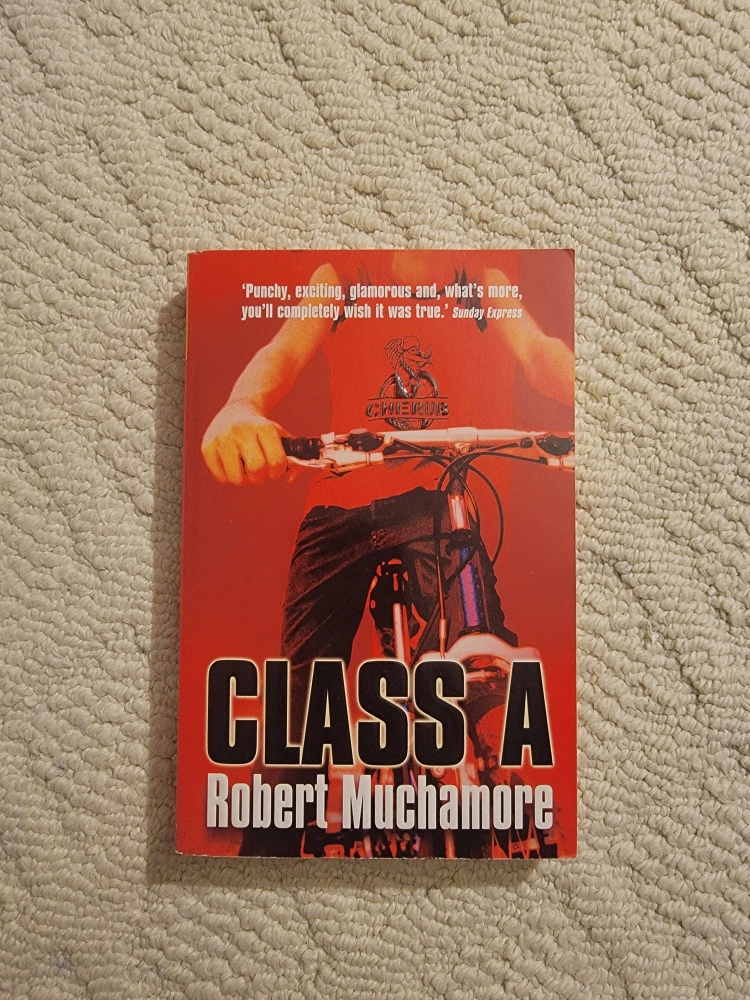 ‘Punchy, exciting, glamorous and, what’s more,
you’ll completely wish it was true.’ Sunday Express
CHERUB
CLASS A
Robert Muchamore